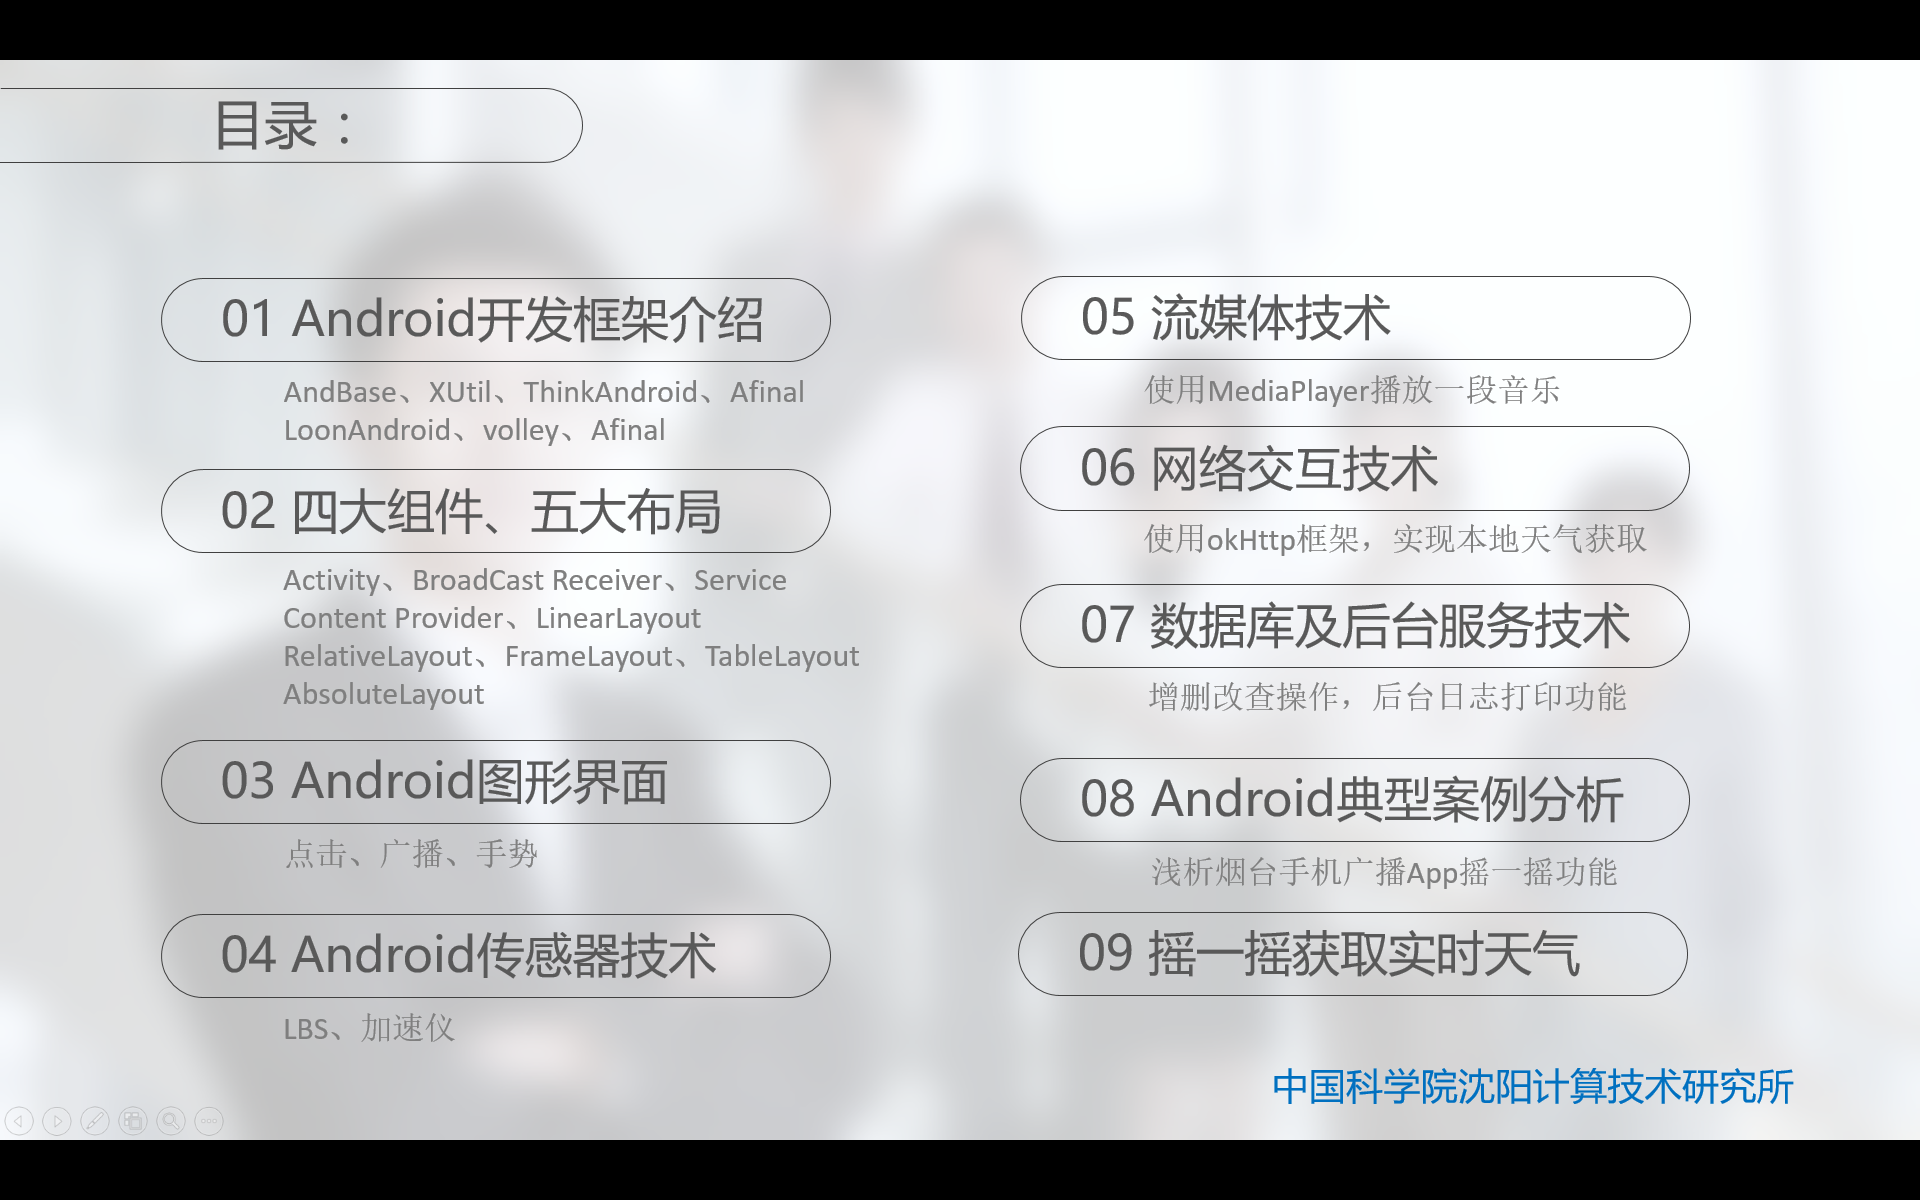 目录：
01 Android开发框架介绍
AndBase、XUtil、ThinkAndroid、Afinal
LoonAndroid、volley、Afinal
02 四大组件、五大布局
Activity、BroadCast Receiver、Service
Content Provider、LinearLayout
RelativeLayout、FrameLayout、TableLayout
AbsoluteLayout
03 Android图形界面
点击、广播、手势
04 Android传感器技术
LBS、加速仪
05 流媒体技术
使用MediaPlayer播放一段音乐
06 网络交互技术
使用okHttp框架，实现本地天气获取
07 数据库及后台服务技术
增删改查操作，后台日志打印功能
08 Android典型案例分析
浅析烟台手机广播App摇一摇功能
09 摇一摇获取实时天气
中国科学院沈阳计算技术研究所